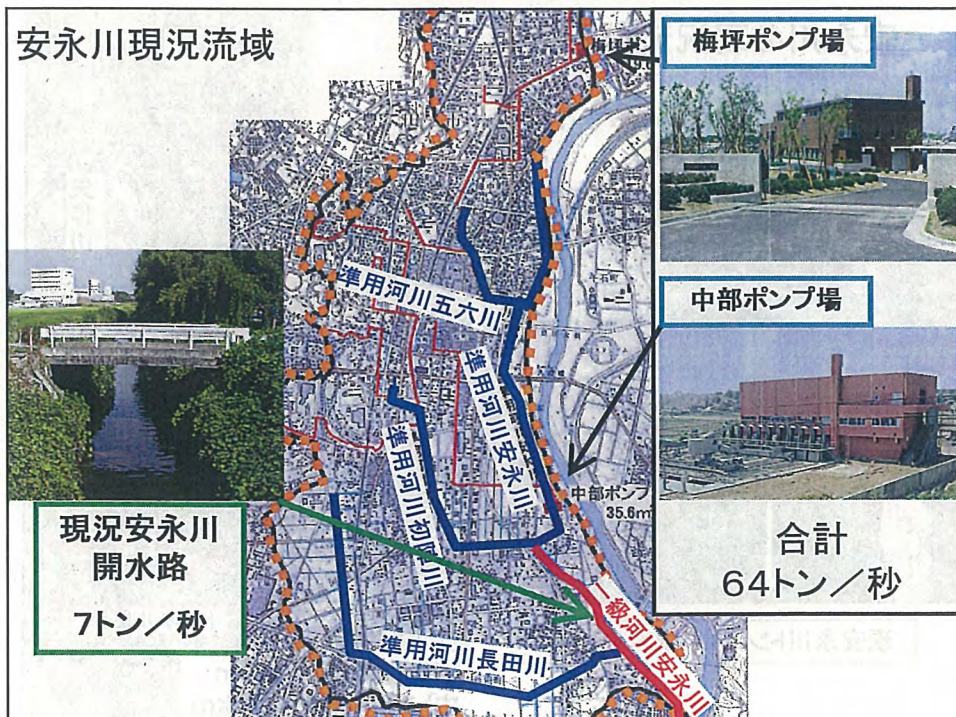 安永川現況流域
梅坪ポンプ場
中部ポンプ場
準用河川五六川
準用河川安永川
中部ポンプ
35.6㎥
現況安永川
開水路
7トン/秒
合計
64トン/秒
一級河川安永川
準用河川長田川